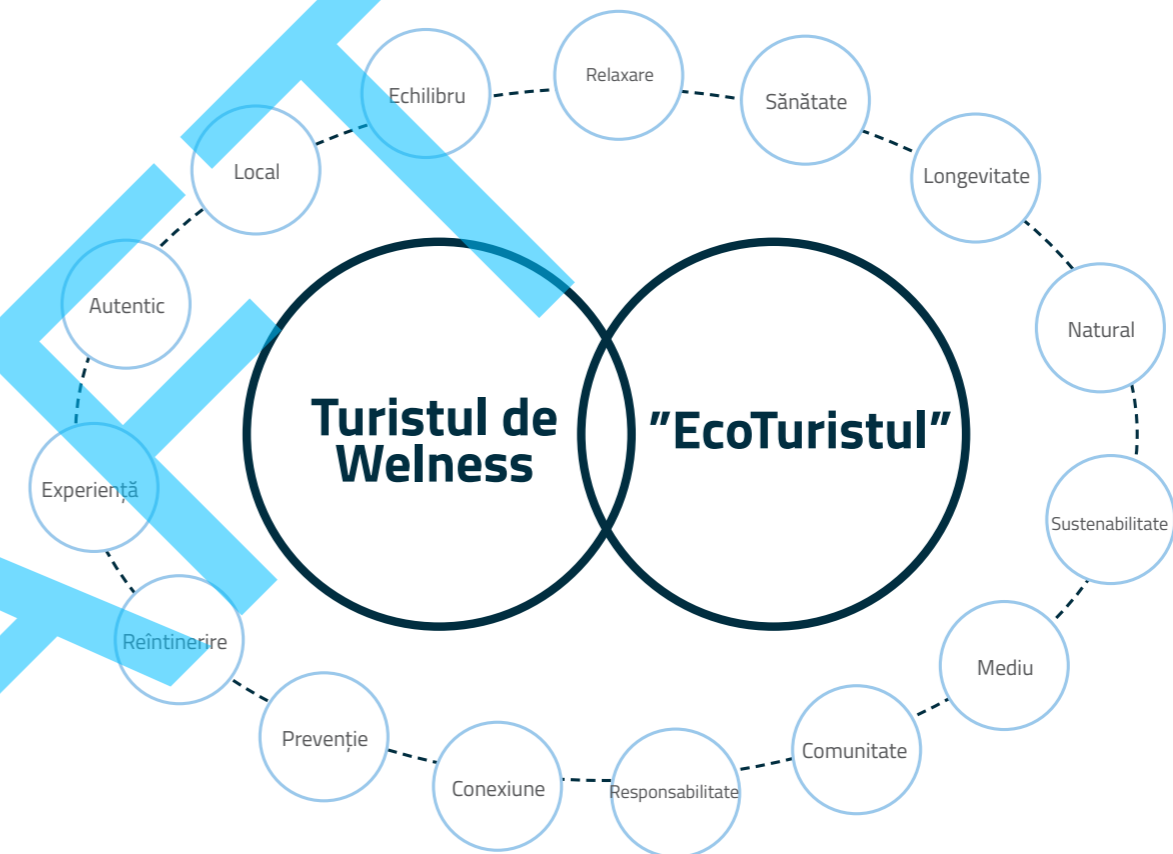 Relaxare
Echilibru
Sănătate
Local
Longevitate
Autentic
Natural
Turistul de
Welness
”EcoTuristul”
Experiență
Sustenabilitate
Reîntinerire
Mediu
Prevenție
Comunitate
Conexiune
Responsabilitate